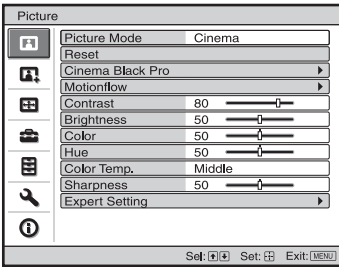 Picture
Picture Mode Cinema
Reset
Cinema Black Pro
Motionflow
Contrast 80
Brightness 50
Color 50
Hue 50
Color Temp. Middle
Sharpness 50
Expert Setting
Sel: Set: Exit: MENU